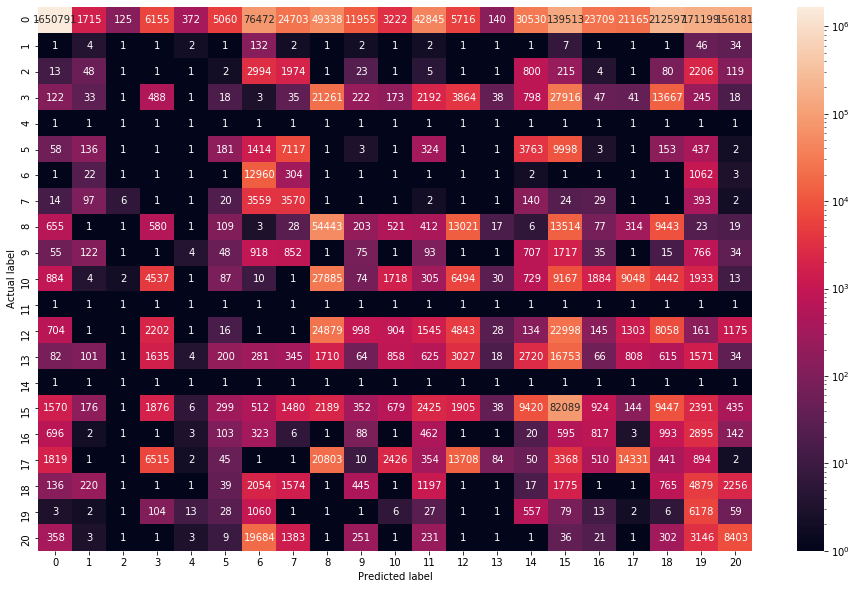 0 1650791 1715 125 6155 372 5060 76472 24703 49338 11955 3222 42845 5716 140 30530 139513 23709 21165 212597 171199 156181
1 1 4 1 1 2 1 132 2 1 2 1 2 1 1 1 7 1 1 1 46 34
2 13 48 1 1 1 2 2994 1974 1 23 1 5 1 1 800 215 4 1 80 2206 119
3 122 33 1 488 1 18 3 35 21261 222 173 2192 3864 38 798 27916 47 41 13667 245 18
4 1 1 1 1 1 1 1 1 1 1 1 1 1 1 1 1 1 1 1 1 1
5 58 136 1 1 1 181 1414 7117 1 3 1 324 1 1 3763 9998 3 1 153 437 2
6 1 22 1 1 1 1 12960 304 1 1 1 1 1 1 2 1 1 1 1 1062 3
7 14 97 6 1 1 20 3559 3570 1 1 1 2 1 1 140 24 29 1 1 393 2
8 655 1 1 580 1 109 3 28 54443 203 521 412 13021 17 6 13514 77 314 9443 23 19
9 55 122 1 1 4 48 918 852 1 75 1 93 1 1 707 1717 35 1 15 766 34
10 884 4 2 4537 1 87 10 1 27885 74 1718 305 6494 30 729 9167 1884 9048 4442 1933 13
11 1 1 1 1 1 1 1 1 1 1 1 1 1 1 1 1 1 1 1 1 1
12 704 1 1 2202 1 16 1 1 24879 998 904 1545 4843 28 134 22998 145 1303 8058 161 1175
13 82 101 1 1635 4 200 281 345 1710 64 858 625 3027 18 2720 16753 66 808 615 1571 34
14 1 1 1 1 1 1 1 1 1 1 1 1 1 1 1 1 1 1 1 1 1
15 1570 176 1 1876 6 299 512 1480 2189 352 679 2425 1905 38 9420 82089 924 144 9447 2391 435
16 696 2 1 1 3 103 323 6 1 88 1 462 1 1 20 595 817 3 993 2895 142
17 1819 1 1 6515 2 45 1 1 20803 10 2426 354 13708 84 50 3368 510 14331 441 894 2
18 136 220 1 1 1 39 2054 1574 1 445 1 1197 1 1 17 1775 1 1 765 4879 2256
19 3 2 1 104 13 28 1060 1 1 1 6 27 1 1 557 79 13 2 6 6178 59
20 358 3 1 1 3 9 19684 1383 1 251 1 231 1 1 1 36 21 1 302 3146 8403
0 1 2 3 4 5 6 7 8 9 10 11 12 13 14 15 16 17 18 19 20
Predicted label
Actual label
10^6
10^5
10^4
10^3
10^2
10^1
10^0